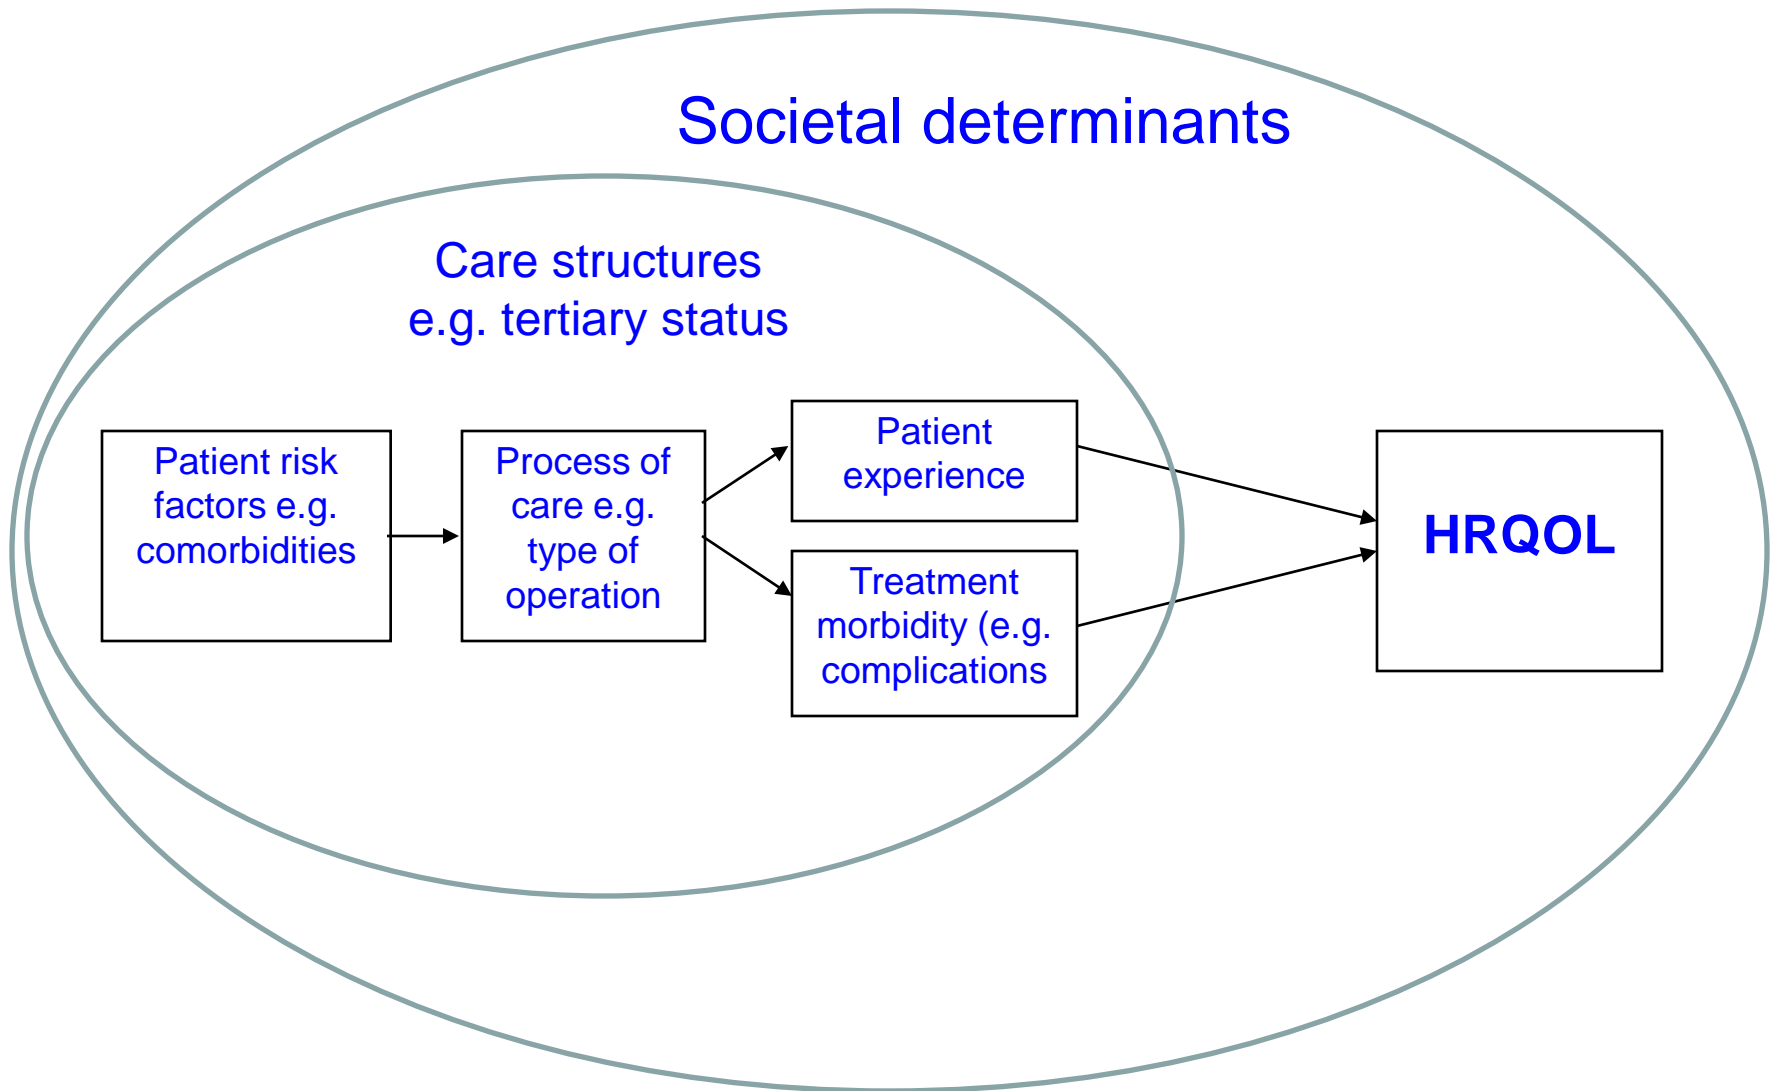 Societal determinants
Care structures
e.g. tertiary status
Patient risk
factors e.g.
comorbidities
Process of
care e.g.
type of
operation
Patient
experience
Treatment
morbidity (e.g.
complications
HRQOL